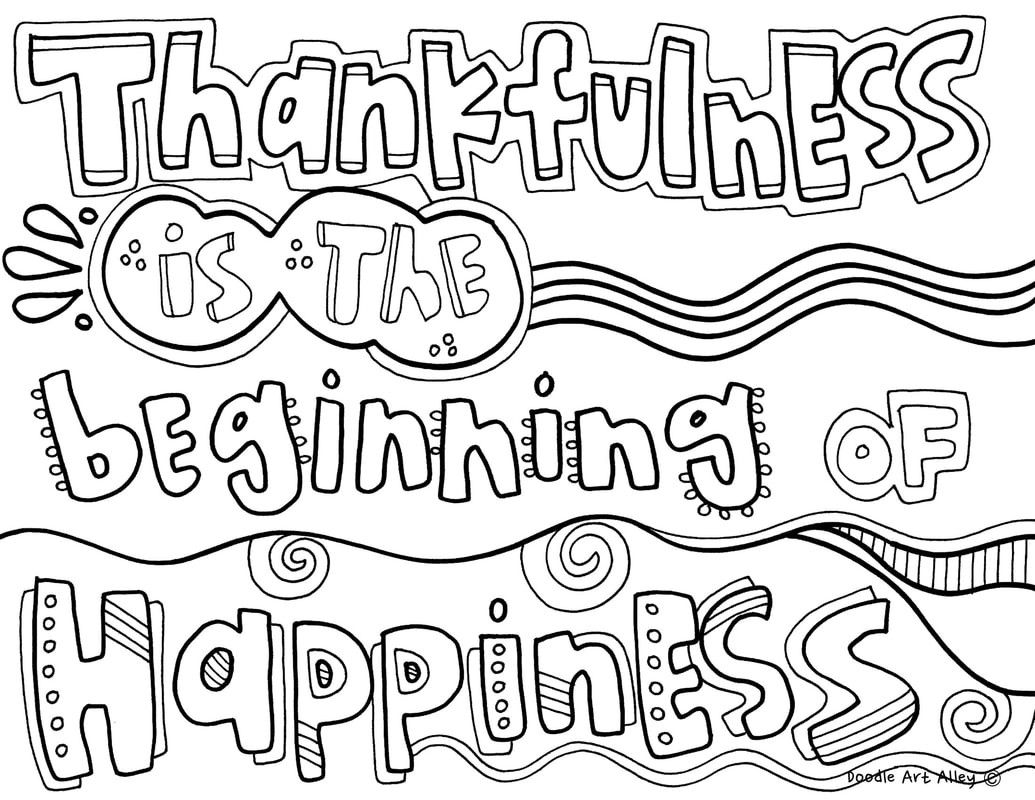 Thankfulness
is The
beginning of
Happiness
Doodle Art Alley ©